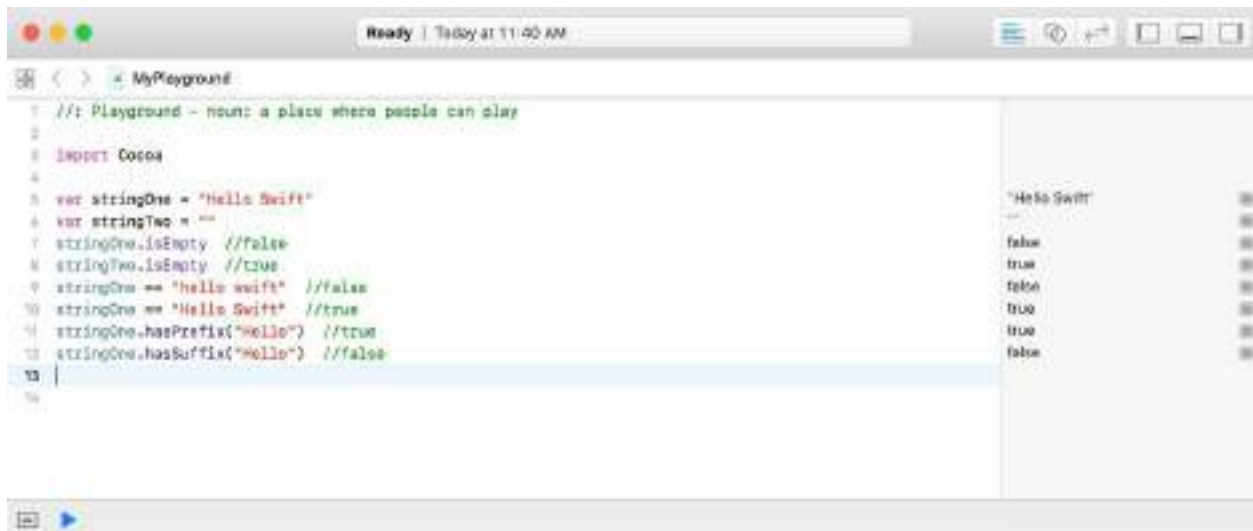 Ready | Today at 11:40 AM
MyPlayground
1 //: Playground - noun: a place where people can play
2
3 import Cocoa
4
5 var stringOne = "Hello Swift" "Hello Swift"
6 var stringTwo = "" ""
7 stringOne.isEmpty //false false
8 stringTwo.isEmpty //true true
9 stringOne == "hello swift" //false false
10 stringOne == "Hello Swift" //true true
11 stringOne.hasPrefix("Hello") //true true
12 stringOne.hasSuffix("Hello") //false false
13
14